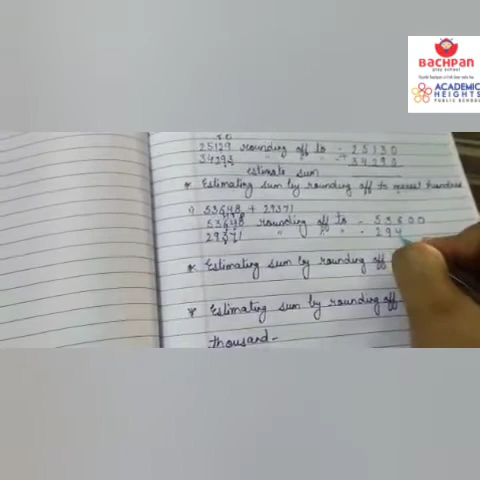 BACHPAN
ACADEMIC
HEIGHTS
PUBLIC SCHOOL
25129 rounding off to - 25130
34293 " " " + 34290
estimate sum
* Estimating sum by rounding off to nearest hundreds
i) 53648 + 29371
53648 rounding off to - 53600
29371 " " " - 294
* Estimating sum by rounding off
* Estimating sum by rounding off
thousand-